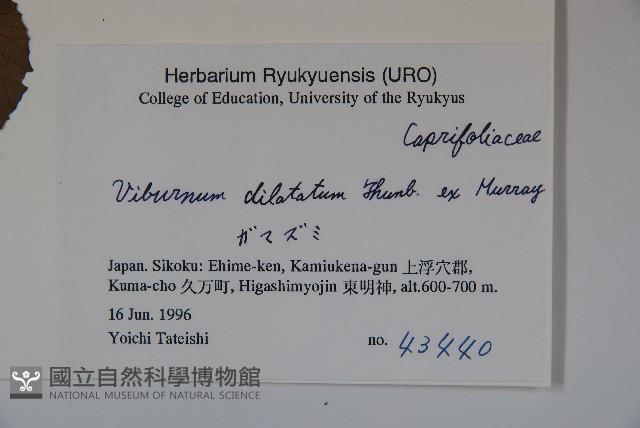 Herbarium Ryukyuensis (URO)
College of Education, University of the Ryukyus
Caprifoliaceae
Viburnum dilatatum Thunb. ex Murray
ガマズミ
Japan. Sikoku: Ehime-ken, Kamiukena-gun 上浮穴郡,
Kuma-cho 久万町, Higashimyojin 東明神, alt.600-700 m.
16 Jun. 1996
Yoichi Tateishi
no. 43440
國立自然科學博物館
NATIONAL MUSEUM OF NATURAL SCIENCE